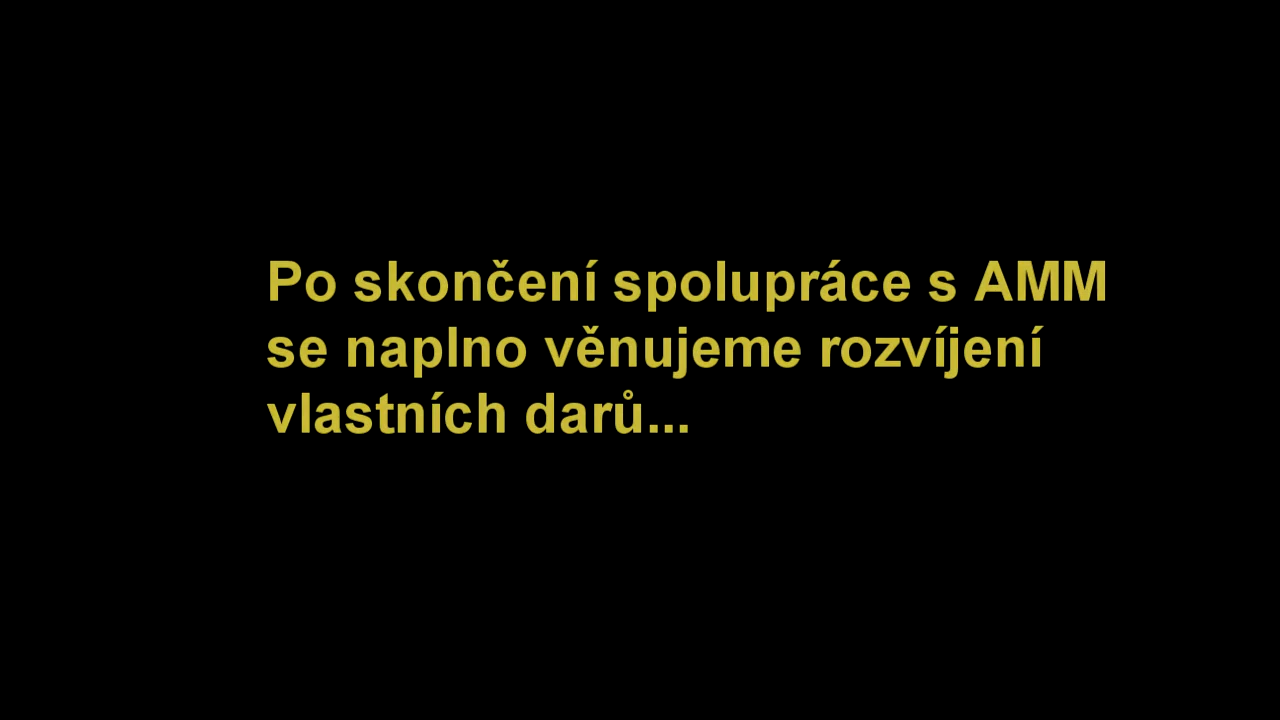 Po skončení spolupráce s AMM
se naplno věnujeme rozvíjení
vlastních darů...